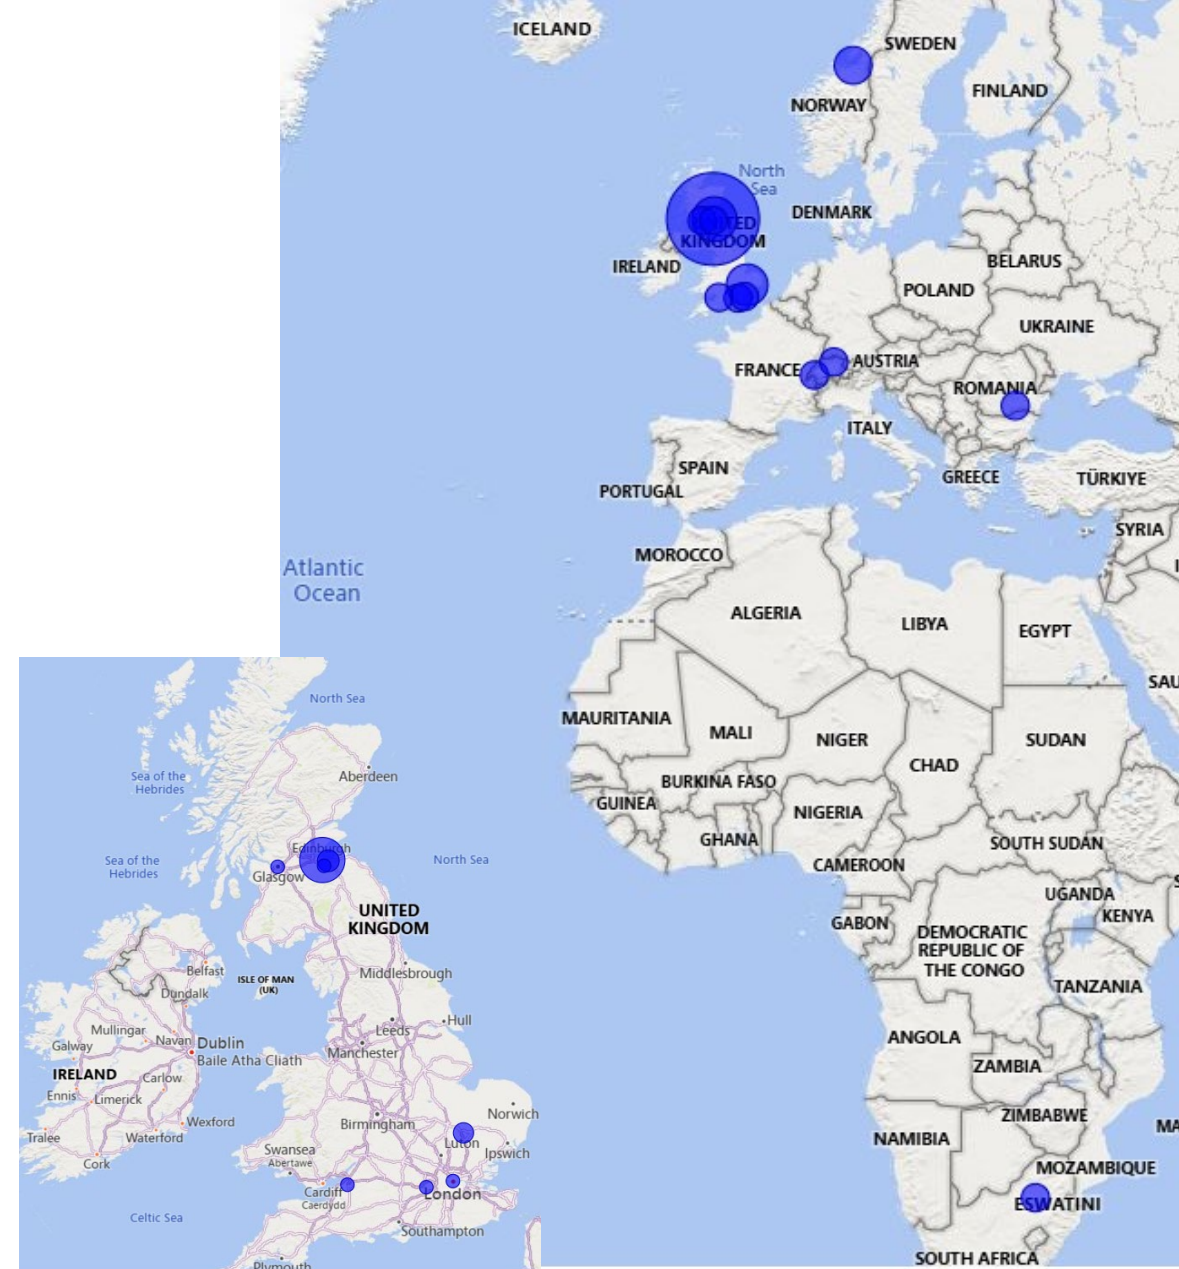 ICELAND
SWEDEN
FINLAND
NORWAY
North
Sea
DENMARK
UNITED
KINGDOM
IRELAND
BELARUS
POLAND
UKRAINE
FRANCE
AUSTRIA
ROMANIA
ITALY
SPAIN
GREECE
TÜRKIYE
PORTUGAL
SYRIA
MOROCCO
I
Atlantic
Ocean
ALGERIA
LIBYA
EGYPT
SAU
MAURITANIA
MALI
NIGER
SUDAN
CHAD
BURKINA FASO
GUINEA
NIGERIA
GHANA
SOUTH SUDAN
CAMEROON
S
UGANDA
KENYA
GABON
DEMOCRATIC
REPUBLIC OF
THE CONGO
TANZANIA
ANGOLA
ZAMBIA
ZIMBABWE
MA
NAMIBIA
MOZAMBIQUE
ESWATINI
SOUTH AFRICA
North Sea
Aberdeen
Sea of the
Hebrides
Edinburgh
Sea of the
Hebrides
North Sea
Glasgow
UNITED
KINGDOM
Belfast
ISLE OF MAN
(UK)
Middlesbrough
Dundalk
Mullingar
Navan
Leeds
Hull
Galway
Dublin
Baile Atha Cliath
Manchester
IRELAND
Carlow
Ennis
Limerick
Wexford
Norwich
Tralee
Waterford
Birmingham
Luton
Ipswich
Cork
Swansea
Abertawe
Cardiff
Caerdydd
London
Celtic Sea
Southampton
Plymouth